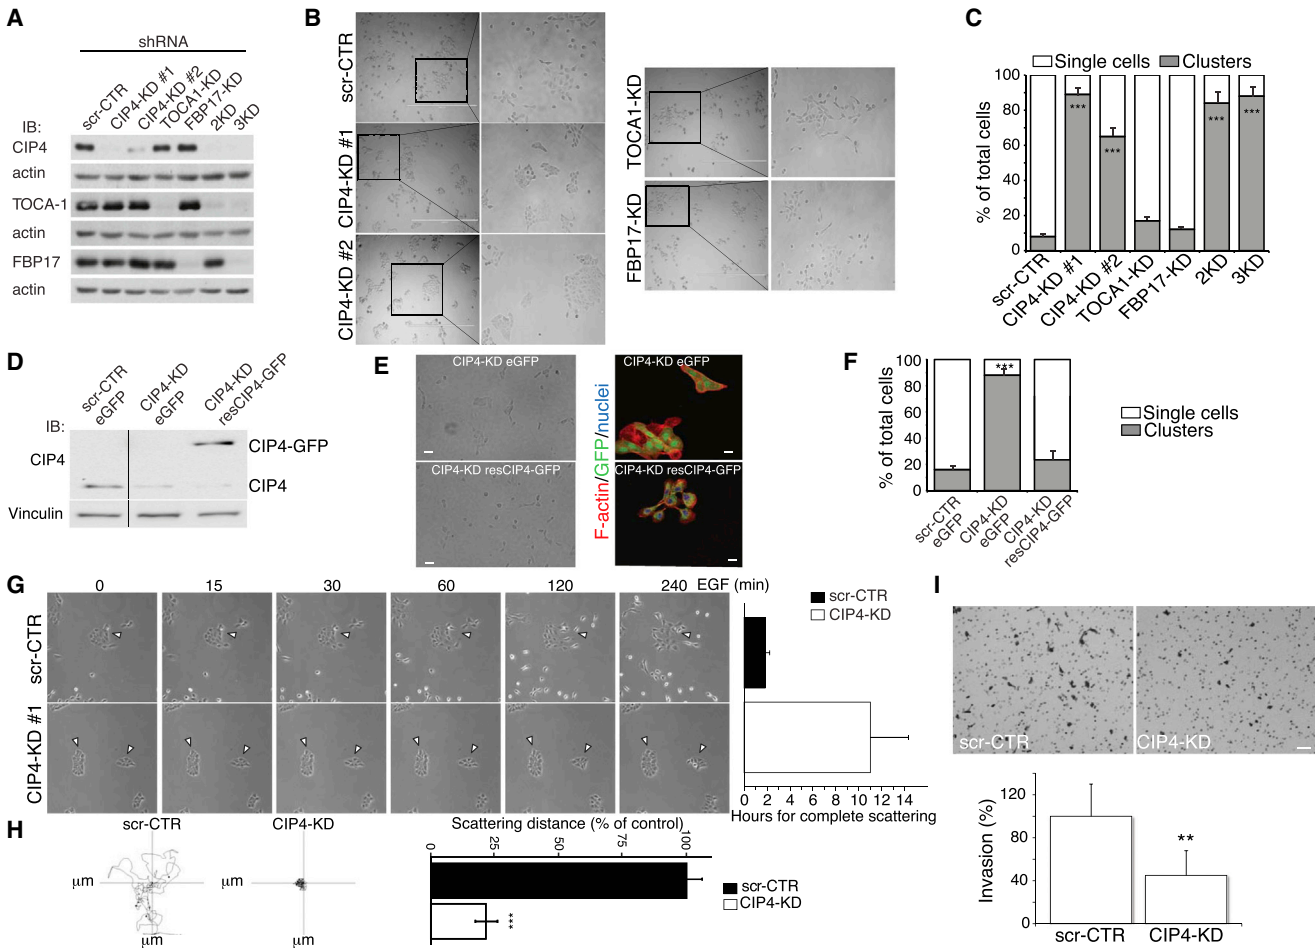 A
shRNA
scr-CTR
CIP4-KD #1
CIP4-KD #2
TOCA1-KD
FBP17-KD
2KD
3KD
IB:
CIP4
actin
TOCA-1
actin
FBP17
actin
B
scr-CTR
CIP4-KD #1
CIP4-KD #2
TOCA1-KD
FBP17-KD
C
Single cells
Clusters
% of total cells
100
80
60
40
20
0
***
***
***
***
scr-CTR
CIP4-KD #1
CIP4-KD #2
TOCA1-KD
FBP17-KD
2KD
3KD
D
scr-CTR
eGFP
CIP4-KD
eGFP
CIP4-KD
resCIP4-GFP
IB:
CIP4
CIP4-GFP
CIP4
Vinculin
E
CIP4-KD eGFP
CIP4-KD resCIP4-GFP
F-actin/GFP/nuclei
CIP4-KD eGFP
CIP4-KD resCIP4-GFP
F
% of total cells
100
80
60
40
20
0
***
Single cells
Clusters
scr-CTR
eGFP
CIP4-KD
eGFP
CIP4-KD
resCIP4-GFP
G
0 15 30 60 120 240 EGF (min)
scr-CTR
CIP4-KD #1
scr-CTR
CIP4-KD
0 2 4 6 8 10 12 14
Hours for complete scattering
H
scr-CTR
CIP4-KD
μm
μm
μm
μm
Scattering distance (% of control)
0 25 50 75 100
***
scr-CTR
CIP4-KD
I
scr-CTR
CIP4-KD
Invasion (%)
120
80
40
0
**
scr-CTR
CIP4-KD